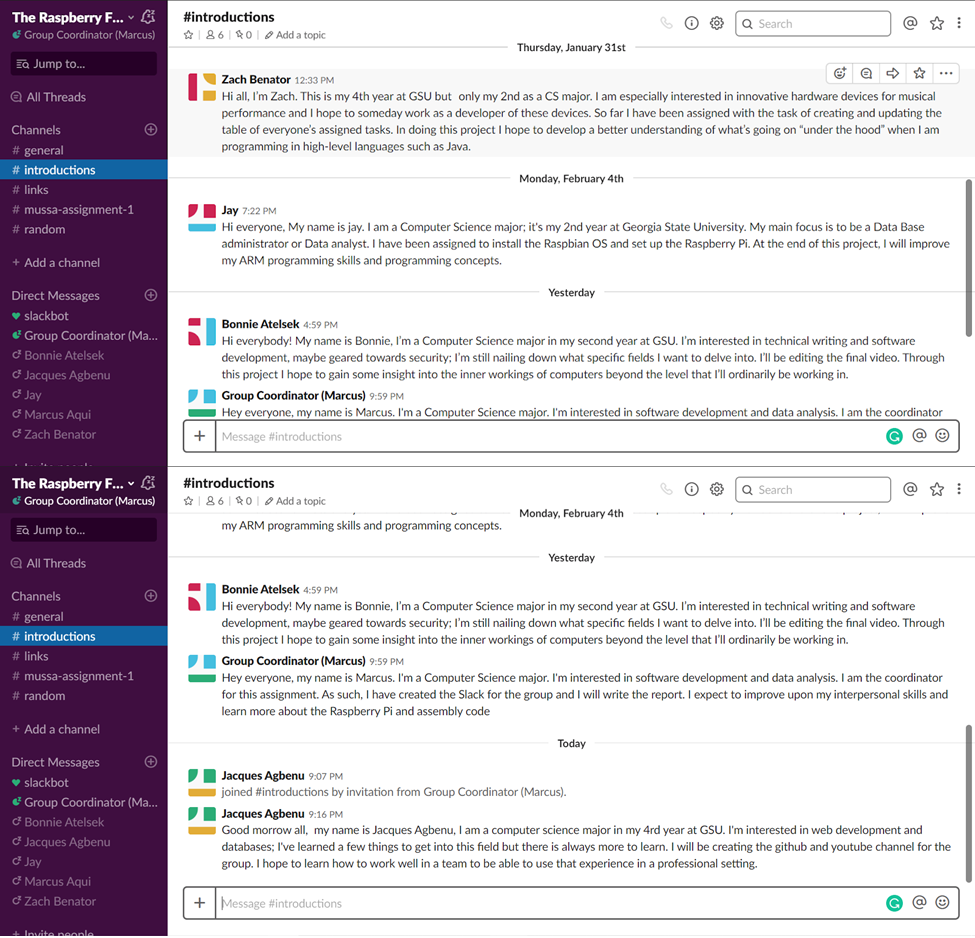 The Raspberry F...
Group Coordinator (Marcus)
Jump to...
All Threads
Channels
# general
# introductions
# links
# mussa-assignment-1
# random
+ Add a channel
Direct Messages
slackbot
Group Coordinator (Ma...
Bonnie Atelsek
Jacques Agbenu
Jay
Marcus Aqui
Zach Benator
#introductions
6 | 0 | Add a topic
Search
Thursday, January 31st
Zach Benator 12:33 PM
Hi all, I'm Zach. This is my 4th year at GSU but only my 2nd as a CS major. I am especially interested in innovative hardware devices for musical
performance and I hope to someday work as a developer of these devices. So far I have been assigned with the task of creating and updating the
table of everyone's assigned tasks. In doing this project I hope to develop a better understanding of what's going on "under the hood" when I am
programming in high-level languages such as Java.
Monday, February 4th
Jay 7:22 PM
Hi everyone, My name is jay. I am a Computer Science major; it's my 2nd year at Georgia State University. My main focus is to be a Data Base
administrator or Data analyst. I have been assigned to install the Raspbian OS and set up the Raspberry Pi. At the end of this project, I will improve
my ARM programming skills and programming concepts.
Yesterday
Bonnie Atelsek 4:59 PM
Hi everybody! My name is Bonnie, I'm a Computer Science major in my second year at GSU. I'm interested in technical writing and software
development, maybe geared towards security; I'm still nailing down what specific fields I want to delve into. I'll be editing the final video. Through
this project I hope to gain some insight into the inner workings of computers beyond the level that I'll ordinarily be working in.
Group Coordinator (Marcus) 9:59 PM
Hey everyone, my name is Marcus. I'm a Computer Science major. I'm interested in software development and data analysis. I am the coordinator
Message #introductions
The Raspberry F...
Group Coordinator (Marcus)
Jump to...
All Threads
Channels
# general
# introductions
# links
# mussa-assignment-1
# random
+ Add a channel
Direct Messages
slackbot
Group Coordinator (Ma...
Bonnie Atelsek
Jacques Agbenu
Jay
Marcus Aqui
Zach Benator
+ Invite people
#introductions
6 | 0 | Add a topic
Search
Monday, February 4th
my ARM programming skills and programming concepts.
Yesterday
Bonnie Atelsek 4:59 PM
Hi everybody! My name is Bonnie, I'm a Computer Science major in my second year at GSU. I'm interested in technical writing and software
development, maybe geared towards security; I'm still nailing down what specific fields I want to delve into. I'll be editing the final video. Through
this project I hope to gain some insight into the inner workings of computers beyond the level that I'll ordinarily be working in.
Group Coordinator (Marcus) 9:59 PM
Hey everyone, my name is Marcus. I'm a Computer Science major. I'm interested in software development and data analysis. I am the coordinator
for this assignment. As such, I have created the Slack for the group and I will write the report. I expect to improve upon my interpersonal skills and
learn more about the Raspberry Pi and assembly code
Today
Jacques Agbenu 9:07 PM
joined #introductions by invitation from Group Coordinator (Marcus).
Jacques Agbenu 9:16 PM
Good morrow all, my name is Jacques Agbenu, I am a computer science major in my 4rd year at GSU. I'm interested in web development and
databases; I've learned a few things to get into this field but there is always more to learn. I will be creating the github and youtube channel for the
group. I hope to learn how to work well in a team to be able to use that experience in a professional setting.
Message #introductions